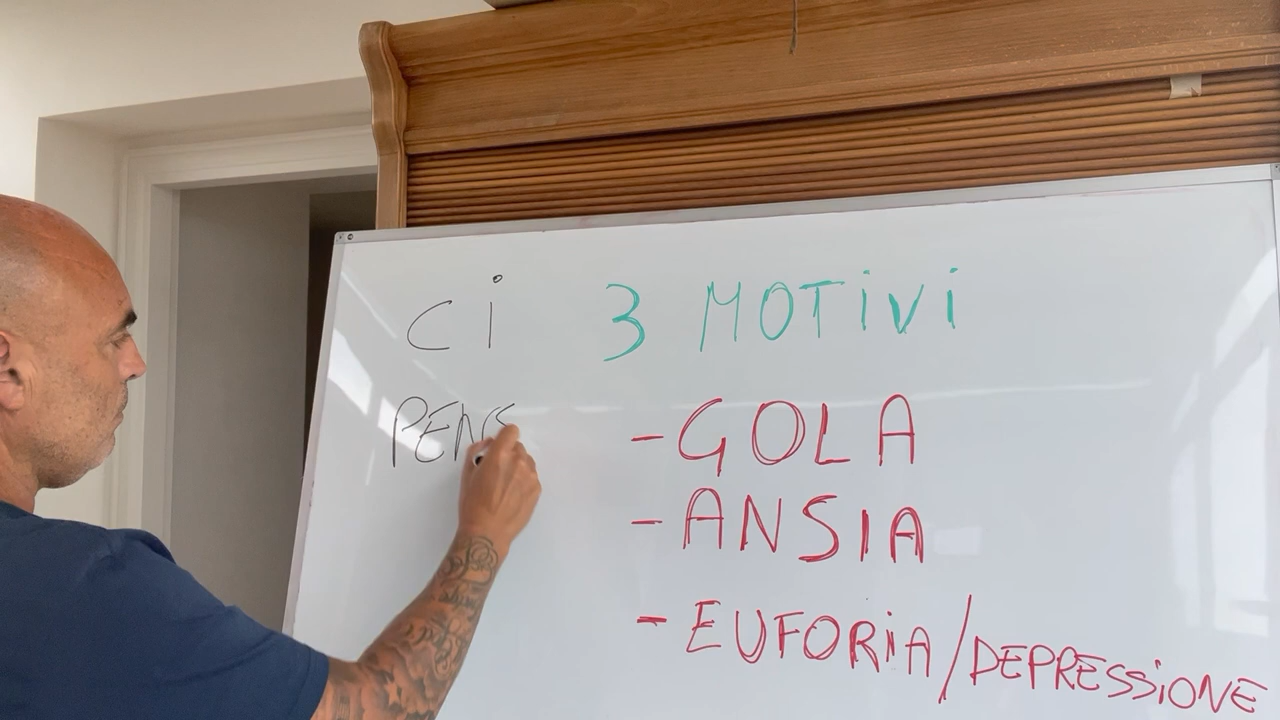 CI
PENS
3 MOTIVI
- GOLA
- ANSIA
- EUFORIA/DEPRESSIONE